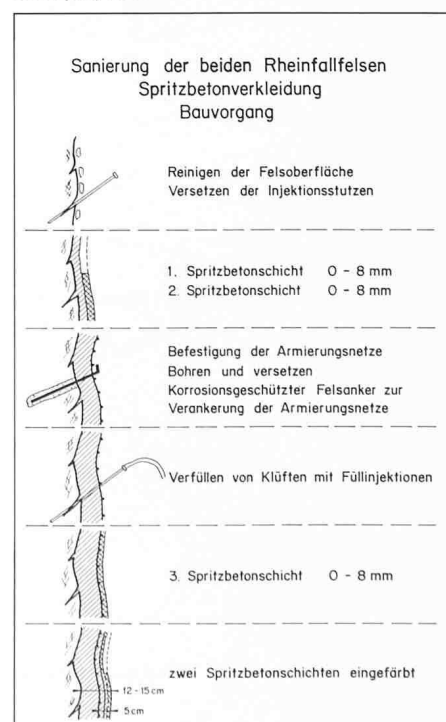 Sanierung der beiden Rheinfallfelsen
Spritzbetonverkleidung
Bauvorgang
Reinigen der Felsoberfläche
Versetzen der Injektionsstutzen
1. Spritzbetonschicht 0 - 8 mm
2. Spritzbetonschicht 0 - 8 mm
Befestigung der Armierungsnetze
Bohren und versetzen
Korrosionsgeschützter Felsanker zur
Verankerung der Armierungsnetze
Verfüllen von Klüften mit Füllinjektionen
3. Spritzbetonschicht 0 - 8 mm
zwei Spritzbetonschichten eingefärbt
12 - 15 cm
5 cm